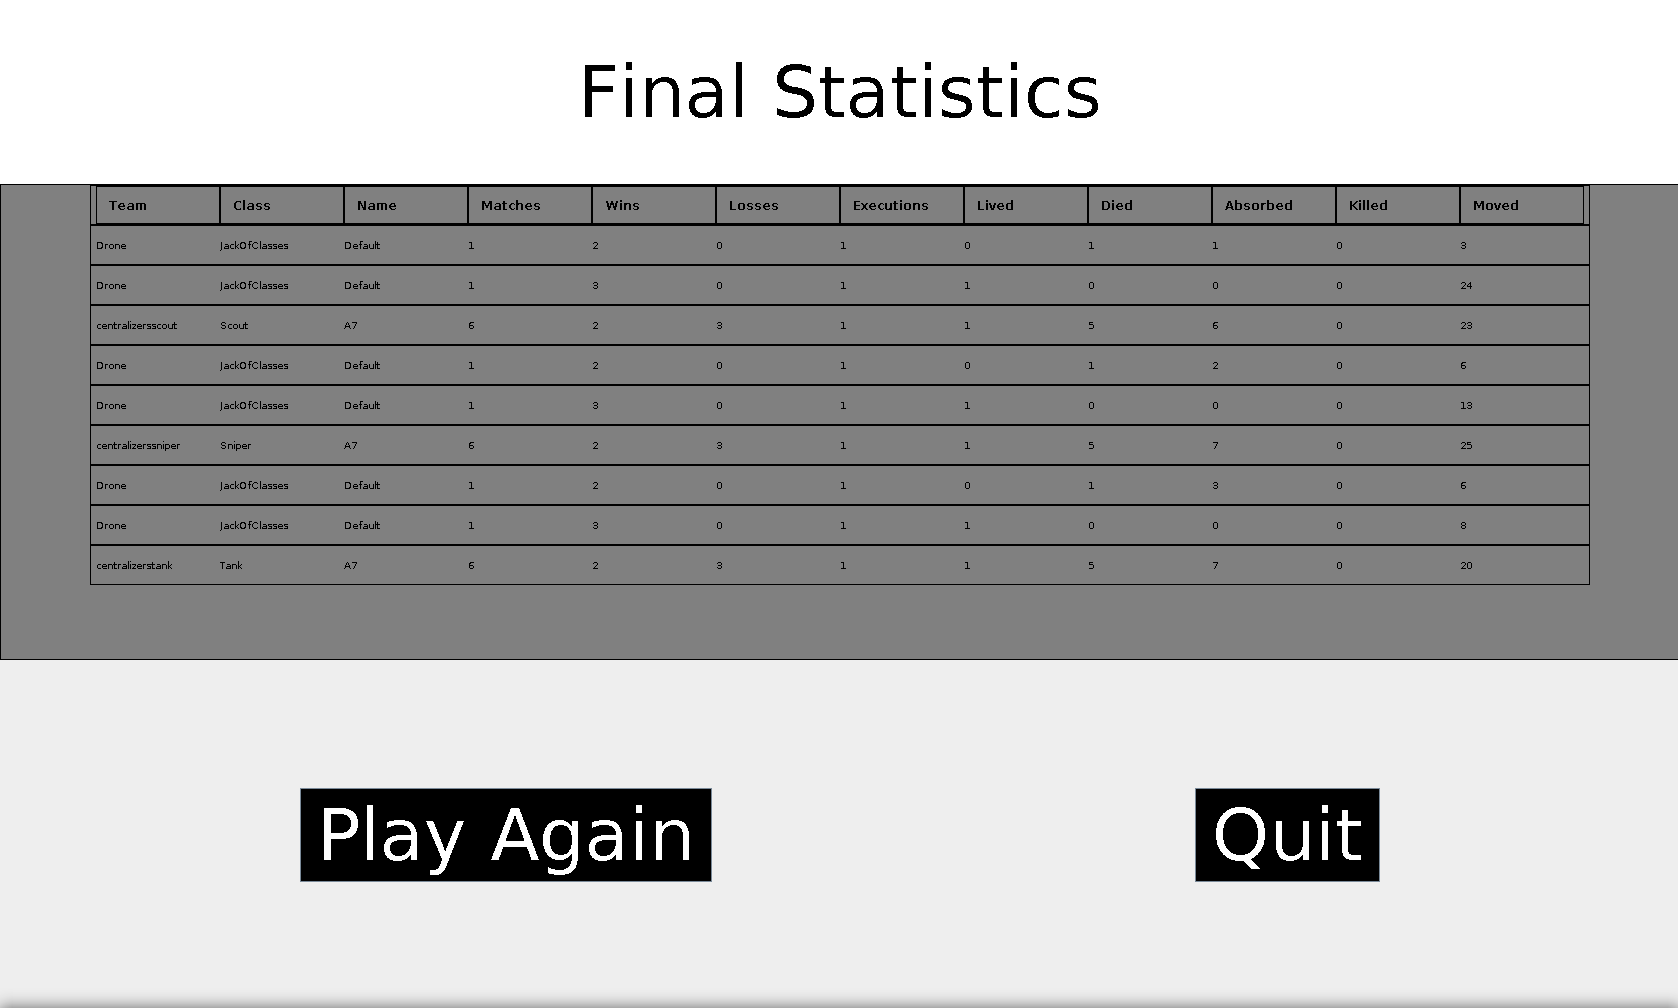 Final Statistics
Team Class Name Matches Wins Losses Executions Lived Died Absorbed Killed Moved
Drone JackOfClasses Default 1 2 0 1 0 1 1 0 3
Drone JackOfClasses Default 1 3 0 1 1 0 0 0 24
centralizersscout Scout A7 6 2 3 1 1 5 6 0 23
Drone JackOfClasses Default 1 2 0 1 0 1 2 0 6
Drone JackOfClasses Default 1 3 0 1 1 0 0 0 13
centralizerssniper Sniper A7 6 2 3 1 1 5 7 0 25
Drone JackOfClasses Default 1 2 0 1 0 1 3 0 6
Drone JackOfClasses Default 1 3 0 1 1 0 0 0 8
centralizerstank Tank A7 6 2 3 1 1 5 7 0 20
Play Again Quit